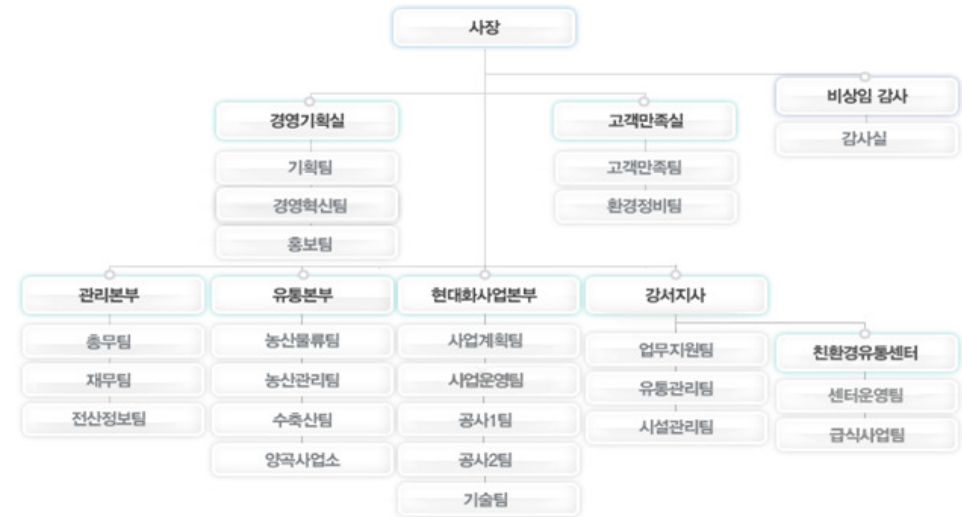 사장
비상임 감사
감사실
경영기획실
기획팀
경영혁신팀
홍보팀
고객만족실
고객만족팀
환경정비팀
관리본부
총무팀
재무팀
전산정보팀
유통본부
농산물류팀
농산관리팀
수축산팀
양곡사업소
현대화사업본부
사업계획팀
사업운영팀
공사1팀
공사2팀
기술팀
강서지사
업무지원팀
유통관리팀
시설관리팀
친환경유통센터
센터운영팀
급식사업팀